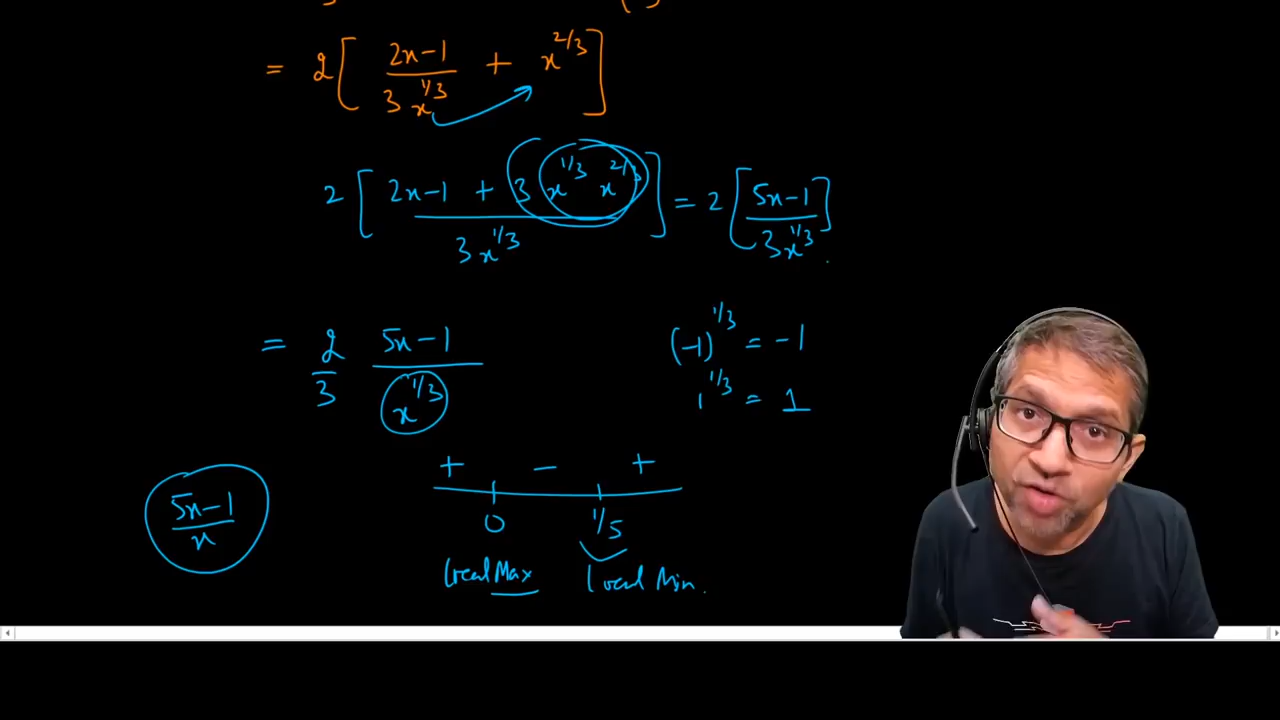 = 2[ (2x-1)/(3x^{1/3}) + x^{2/3} ]
2[ (2x-1 + 3 x^{1/3} x^{2/3})/(3x^{1/3}) ] = 2[ (5x-1)/(3x^{1/3}) ]
= 2/3 (5x-1)/(x^{1/3})
(-1)^{1/3} = -1
1^{1/3} = 1
+ - +
0 1/5
(5x-1)/x
Local Max Local Min.